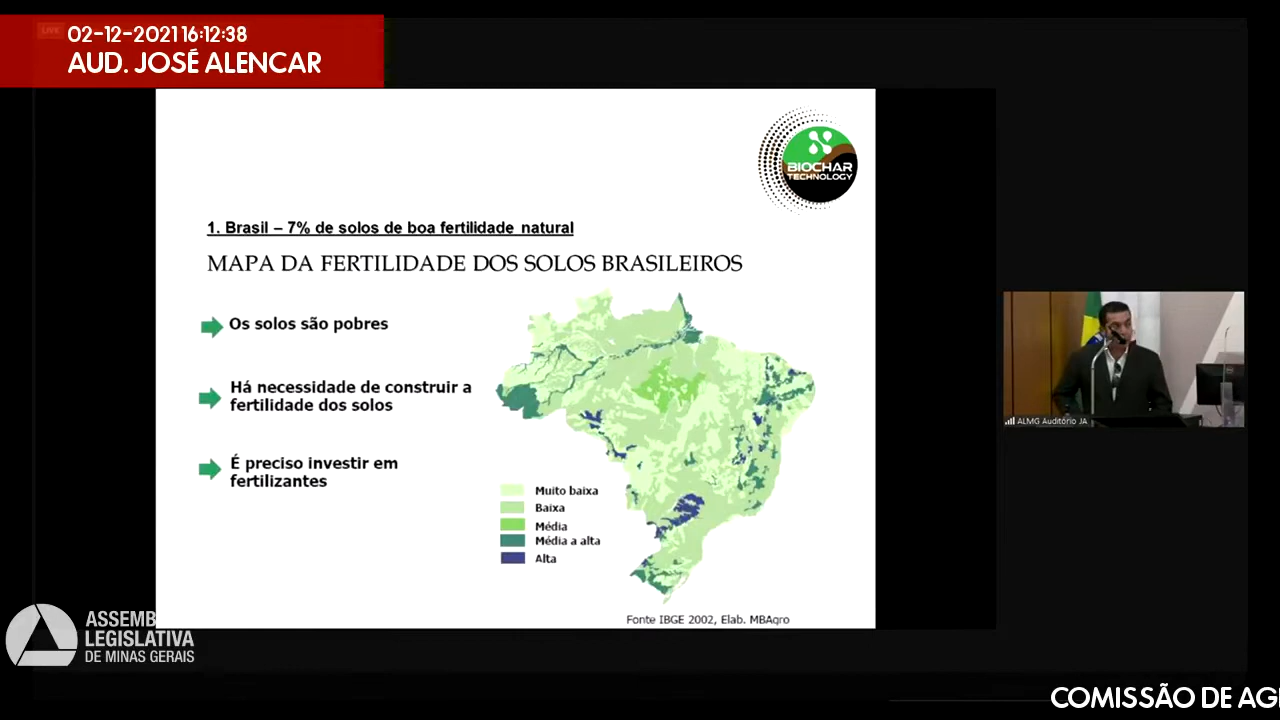 LIVE
02-12-2021 16:12:38
AUD. JOSÉ ALENCAR
BIOCHAR
TECHNOLOGY
1. Brasil – 7% de solos de boa fertilidade natural
MAPA DA FERTILIDADE DOS SOLOS BRASILEIROS
Os solos são pobres
Há necessidade de construir a
fertilidade dos solos
É preciso investir em
fertilizantes
Muito baixa
Baixa
Média
Média a alta
Alta
Fonte IBGE 2002, Elab. MBAgro
ALMG Auditório JA
ASSEMB
LEGISLATIVA
DE MINAS GERAIS
COMISSÃO DE AG